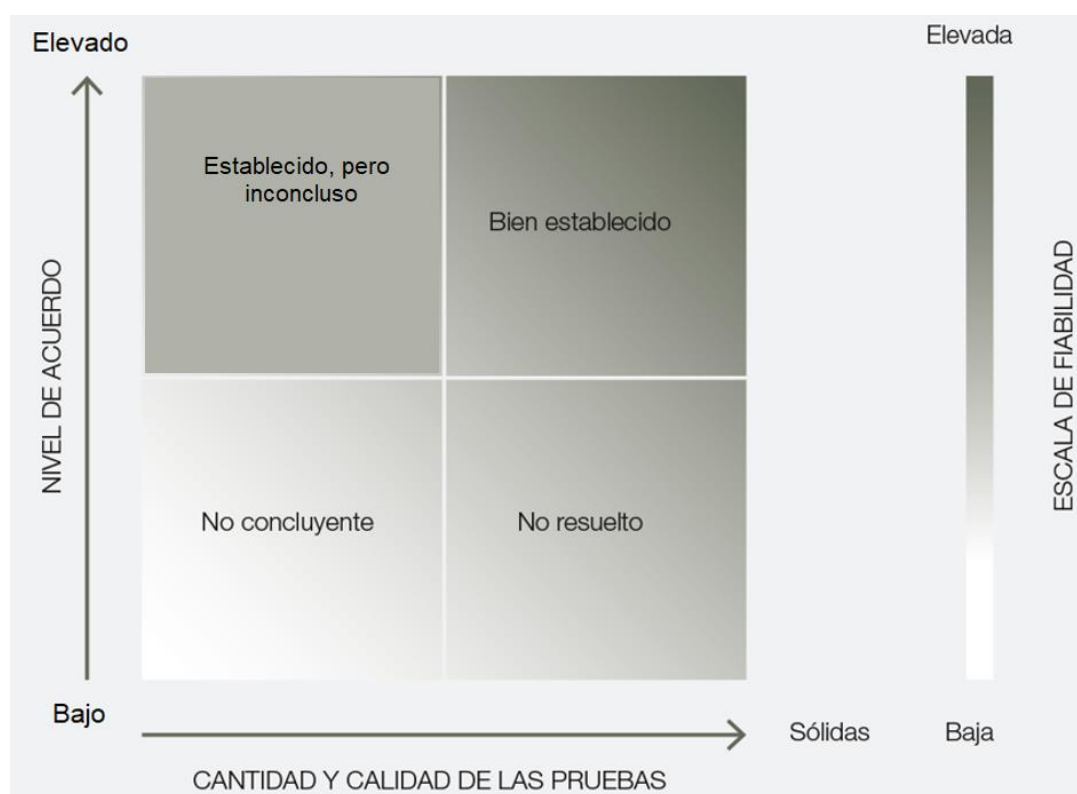 Elevado
Elevada
Establecido, pero
inconcluso
Bien establecido
NIVEL DE ACUERDO
ESCALA DE FIABILIDAD
No concluyente
No resuelto
Bajo
Sólidas
Baja
CANTIDAD Y CALIDAD DE LAS PRUEBAS